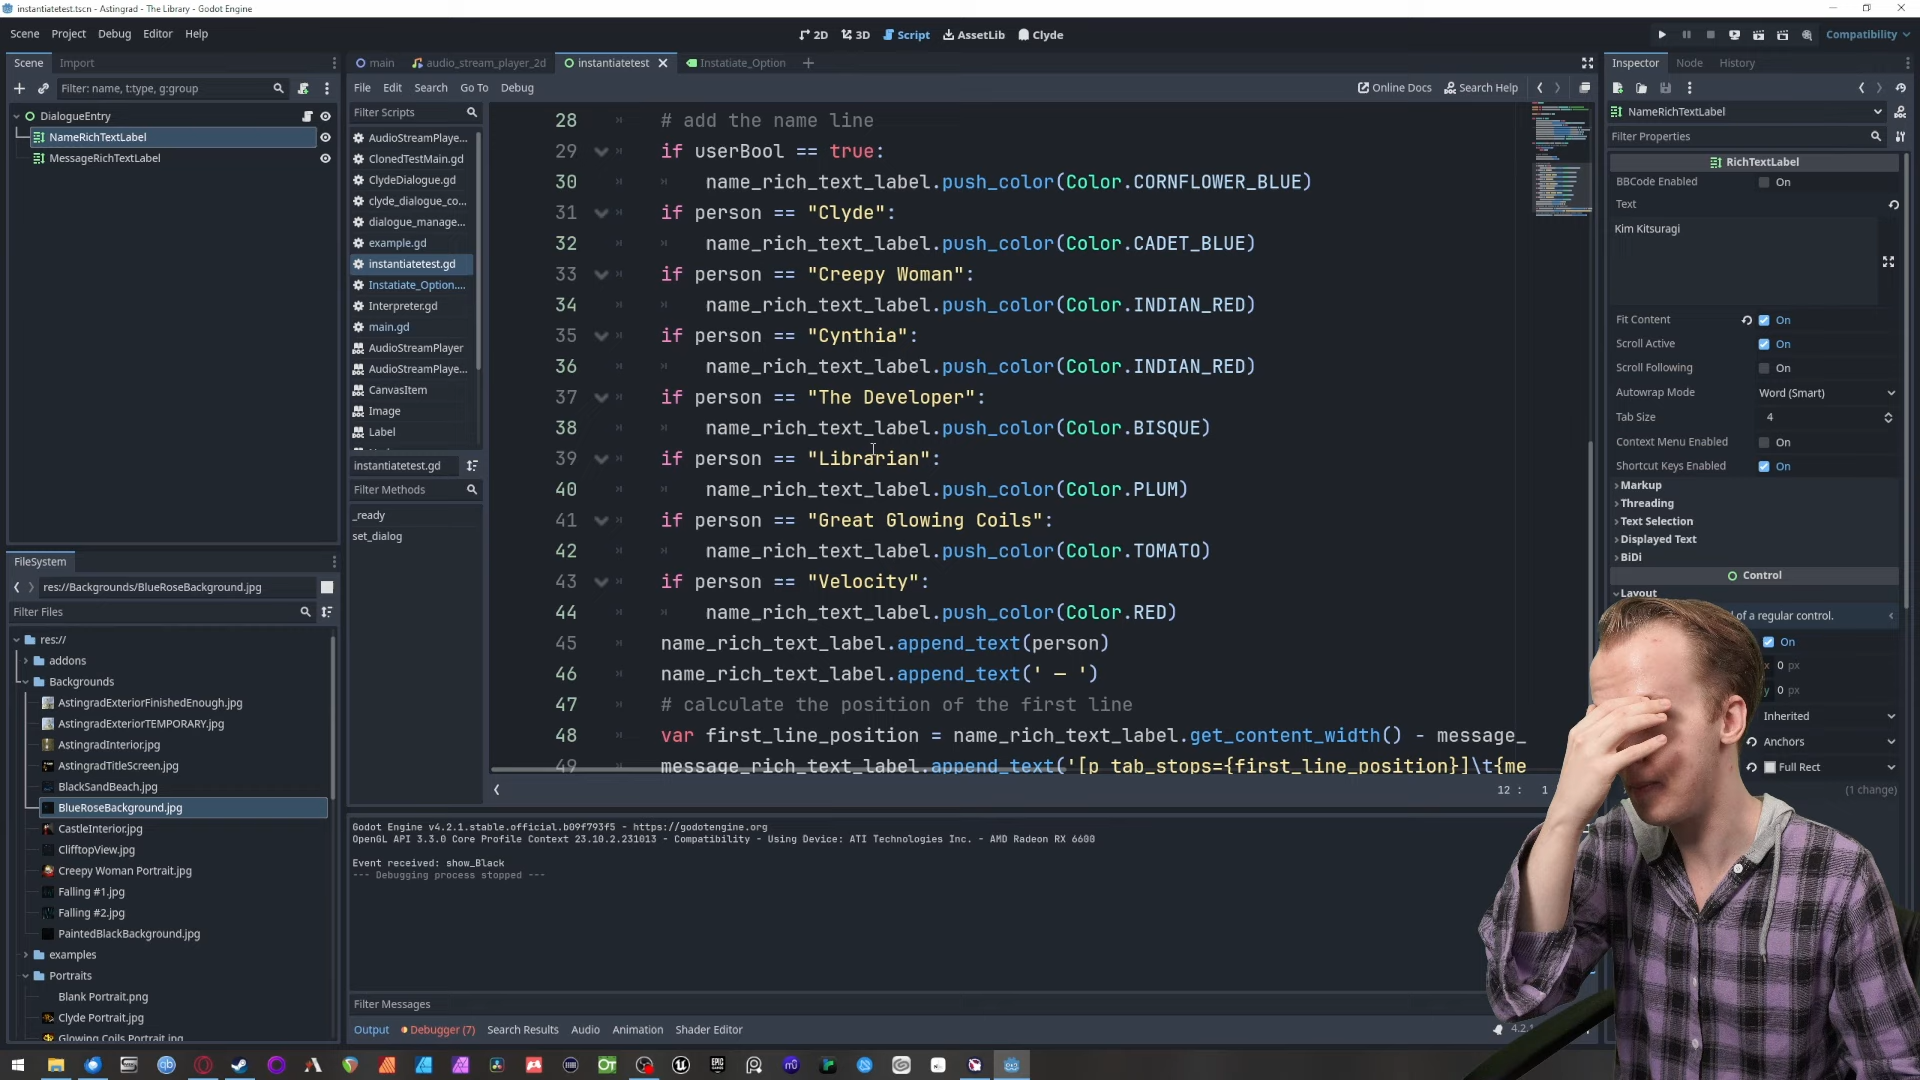 instantiatetest.tscn - Astingrad - The Library - Godot Engine
Scene Project Debug Editor Help
2D 3D Script AssetLib Clyde
Compatibility
Scene Import
main audio_stream_player_2d instantiatetest Instatiate_Option
Inspector Node History
Filter: name, t:type, g:group
File Edit Search Go To Debug
Online Docs Search Help
DialogueEntry
NameRichTextLabel
MessageRichTextLabel
Filter Scripts
AudioStreamPlaye...
ClonedTestMain.gd
ClydeDialogue.gd
clyde_dialogue_co...
dialogue_manage...
example.gd
instantiatetest.gd
Instatiate_Option....
Interpreter.gd
main.gd
AudioStreamPlayer
AudioStreamPlaye...
CanvasItem
Image
Label
instantiatetest.gd
Filter Methods
_ready
set_dialog
28 # add the name line
29 if userBool == true:
30 name_rich_text_label.push_color(Color.CORNFLOWER_BLUE)
31 if person == "Clyde":
32 name_rich_text_label.push_color(Color.CADET_BLUE)
33 if person == "Creepy Woman":
34 name_rich_text_label.push_color(Color.INDIAN_RED)
35 if person == "Cynthia":
36 name_rich_text_label.push_color(Color.INDIAN_RED)
37 if person == "The Developer":
38 name_rich_text_label.push_color(Color.BISQUE)
39 if person == "Librarian":
40 name_rich_text_label.push_color(Color.PLUM)
41 if person == "Great Glowing Coils":
42 name_rich_text_label.push_color(Color.TOMATO)
43 if person == "Velocity":
44 name_rich_text_label.push_color(Color.RED)
45 name_rich_text_label.append_text(person)
46 name_rich_text_label.append_text(' — ')
47 # calculate the position of the first line
48 var first_line_position = name_rich_text_label.get_content_width() - message_
49 message_rich_text_label.append_text('[p tab_stops={first_line_position}]\t{me
12 : 1
NameRichTextLabel
Filter Properties
RichTextLabel
BBCode Enabled On
Text
Kim Kitsuragi
Fit Content On
Scroll Active On
Scroll Following On
Autowrap Mode Word (Smart)
Tab Size 4
Context Menu Enabled On
Shortcut Keys Enabled On
Markup
Threading
Text Selection
Displayed Text
BiDi
Control
Layout
of a regular control.
On
x 0 px
y 0 px
Inherited
Anchors
Full Rect
(1 change)
FileSystem
res://Backgrounds/BlueRoseBackground.jpg
Filter Files
res://
addons
Backgrounds
AstingradExteriorFinishedEnough.jpg
AstingradExteriorTEMPORARY.jpg
AstingradInterior.jpg
AstingradTitleScreen.jpg
BlackSandBeach.jpg
BlueRoseBackground.jpg
CastleInterior.jpg
ClifftopView.jpg
Creepy Woman Portrait.jpg
Falling #1.jpg
Falling #2.jpg
PaintedBlackBackground.jpg
examples
Portraits
Blank Portrait.png
Clyde Portrait.jpg
Glowing Coils Portrait.jpg
Godot Engine v4.2.1.stable.official.b09f793f5 - https://godotengine.org
OpenGL API 3.3.0 Core Profile Context 23.10.2.231013 - Compatibility - Using Device: ATI Technologies Inc. - AMD Radeon RX 6600
Event received: show_Black
--- Debugging process stopped ---
Filter Messages
Output Debugger (7) Search Results Audio Animation Shader Editor
4.2.1